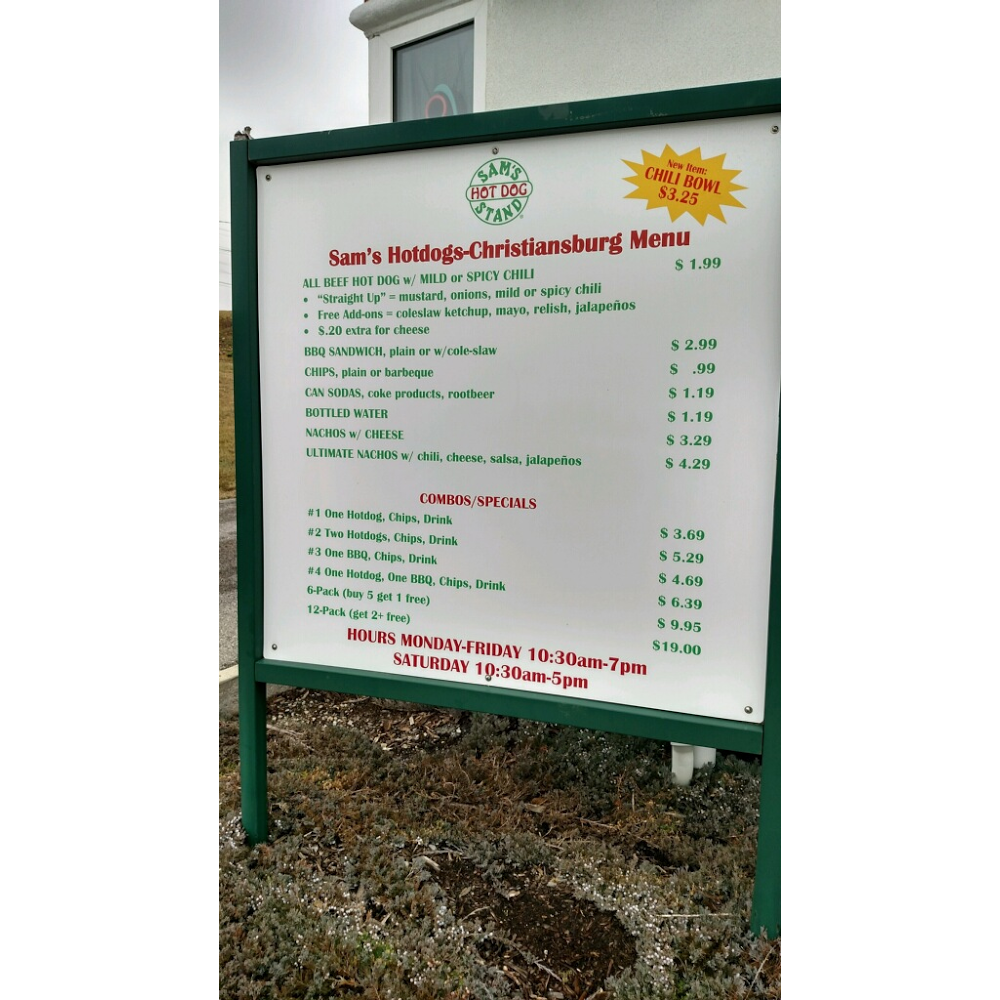 SAM'S
HOT DOG
STAND
New Item:
CHILI BOWL
$3.25
Sam's Hotdogs-Christiansburg Menu
ALL BEEF HOT DOG w/ MILD or SPICY CHILI $ 1.99
• "Straight Up" = mustard, onions, mild or spicy chili
• Free Add-ons = coleslaw ketchup, mayo, relish, jalapeños
• $.20 extra for cheese
BBQ SANDWICH, plain or w/cole-slaw $ 2.99
CHIPS, plain or barbeque $ .99
CAN SODAS, coke products, rootbeer $ 1.19
BOTTLED WATER $ 1.19
NACHOS w/ CHEESE $ 3.29
ULTIMATE NACHOS w/ chili, cheese, salsa, jalapeños $ 4.29
COMBOS/SPECIALS
#1 One Hotdog, Chips, Drink $ 3.69
#2 Two Hotdogs, Chips, Drink $ 5.29
#3 One BBQ, Chips, Drink $ 4.69
#4 One Hotdog, One BBQ, Chips, Drink $ 6.39
6-Pack (buy 5 get 1 free) $ 9.95
12-Pack (get 2+ free) $19.00
HOURS MONDAY-FRIDAY 10:30am-7pm
SATURDAY 10:30am-5pm